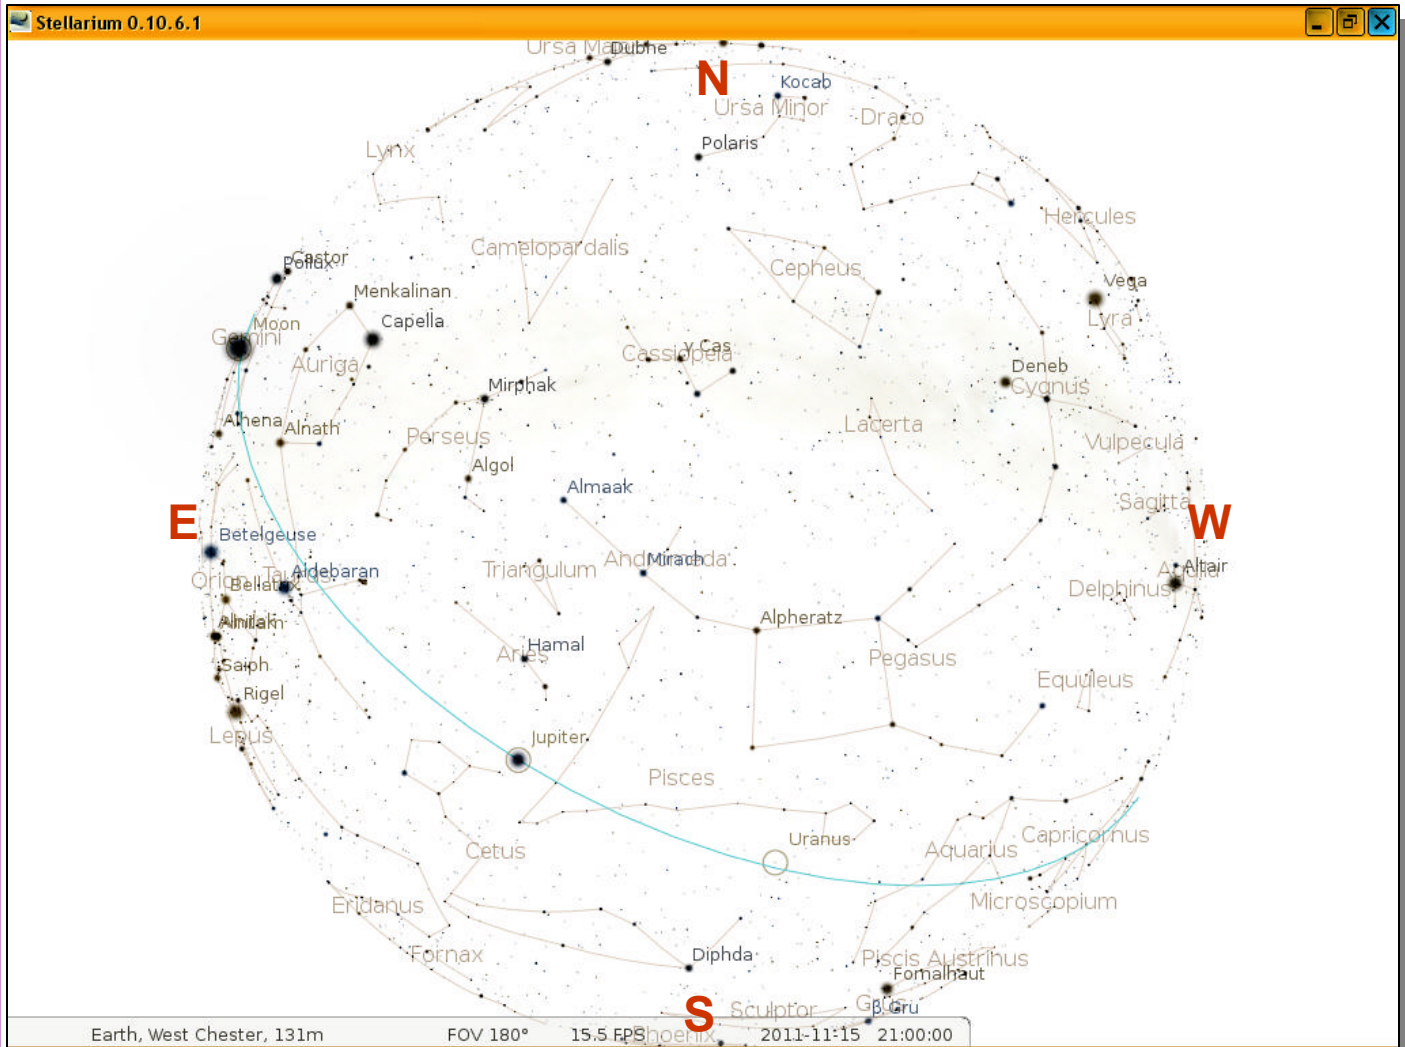 Stellarium 0.10.6.1
Ursa Dubhe
N
Kocab
Ursa Minor
Draco
Polaris
Lynx
Hercules
Camelopardalis
Cepheus
Castor
Pollux
Vega
Menkalinan
Lyra
Moon
Capella
Gemini
γ Cas
Cassiopeia
Auriga
Deneb
Cygnus
Mirphak
Alhena
Alnath
Perseus
Lacerta
Vulpecula
Algol
Almaak
Sagitta
E
W
Betelgeuse
Andromeda
Mirach
Triangulum
Altair
Aquila
Aldebaran
Taurus
Orion
Bellatrix
Delphinus
Alpheratz
Alnilam
Hamal
Aries
Pegasus
Saiph
Equuleus
Rigel
Lepus
Jupiter
Pisces
Uranus
Capricornus
Cetus
Aquarius
Eridanus
Microscopium
Fornax
Diphda
Piscis Austrinus
Fomalhaut
Grus
β Gru
Sculptor
S
Phoenix
Earth, West Chester, 131m FOV 180° 15.5 FPS 2011-11-15 21:00:00